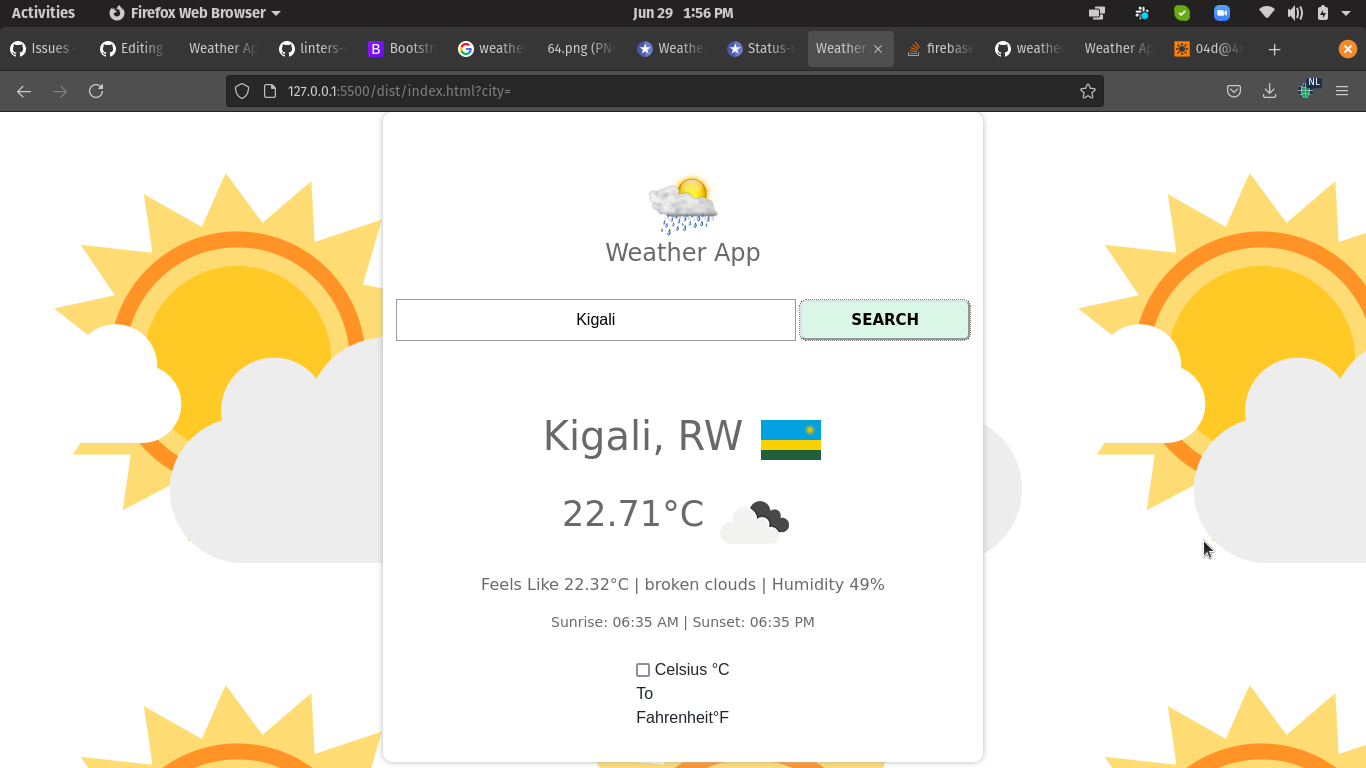 Activities Firefox Web Browser Jun 29 1:56 PM
Issues Editing Weather Ap linters- Bootstr B weathe 64.png (PN Weathe Status- Weather firebase weathe Weather Ap 04d@4
127.0.0.1:5500/dist/index.html?city= NL
Weather App
Kigali SEARCH
Kigali, RW
22.71°C
Feels Like 22.32°C | broken clouds | Humidity 49%
Sunrise: 06:35 AM | Sunset: 06:35 PM
Celsius °C
To
Fahrenheit°F